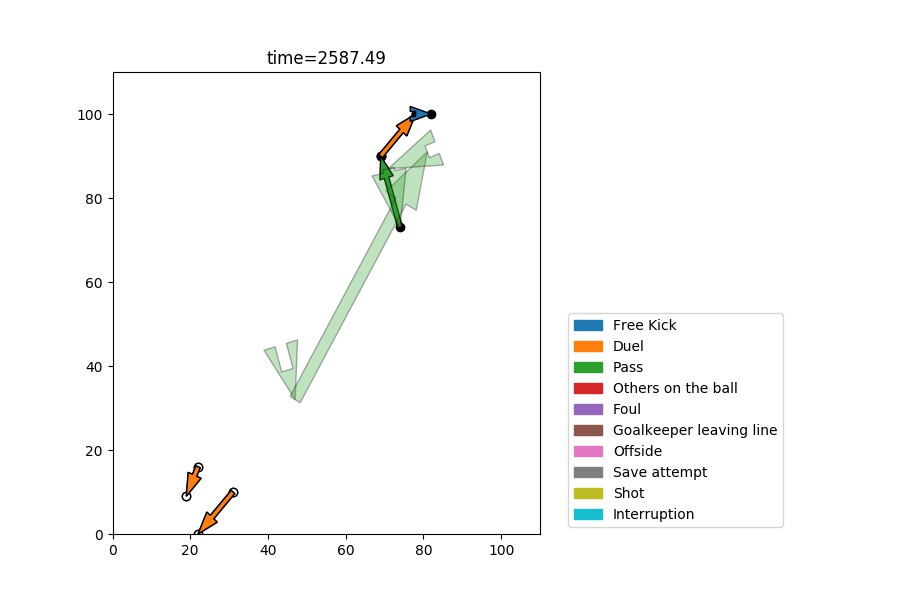 time=2587.49
100
80
60
40
20
0
0
20
40
60
80
100
Free Kick
Duel
Pass
Others on the ball
Foul
Goalkeeper leaving line
Offside
Save attempt
Shot
Interruption